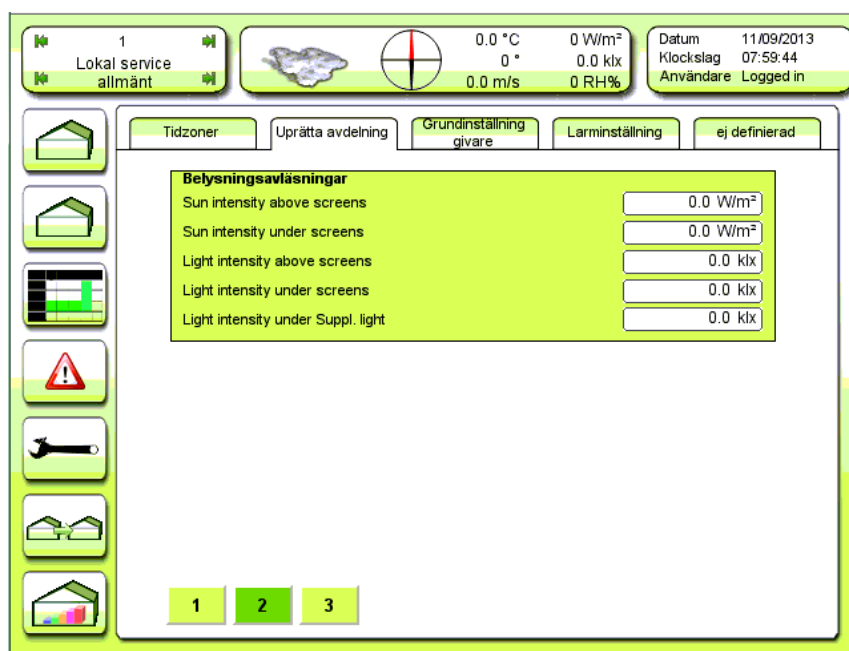 1
Lokal service
allmänt
0.0 °C 0 W/m²
0 ° 0.0 klx
0.0 m/s 0 RH%
Datum 11/09/2013
Klockslag 07:59:44
Användare Logged in
Tidzoner
Uprätta avdelning
Grundinställning
givare
Larminställning
ej definierad
Belysningsavläsningar
Sun intensity above screens 0.0 W/m²
Sun intensity under screens 0.0 W/m²
Light intensity above screens 0.0 klx
Light intensity under screens 0.0 klx
Light intensity under Suppl. light 0.0 klx
1 2 3